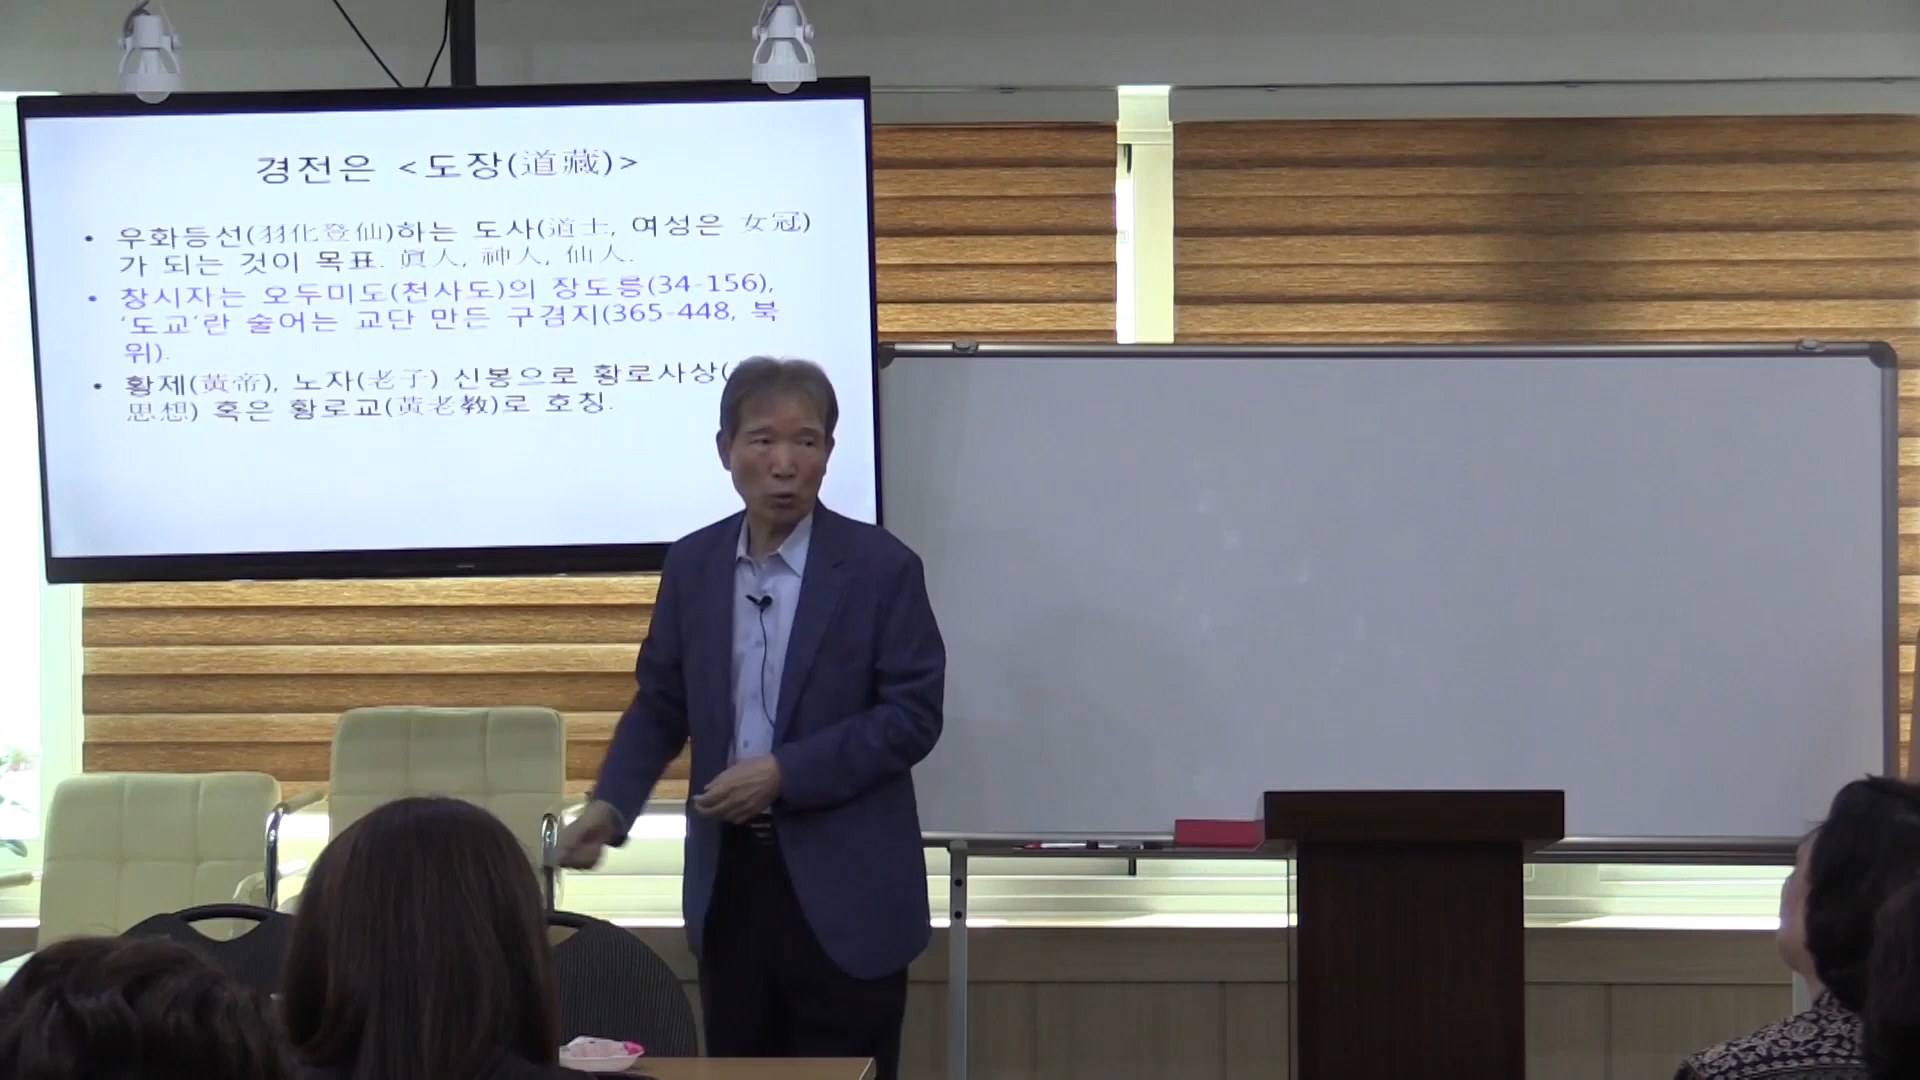 경전은 <도장(道藏)>
• 우화등선(羽化登仙)하는 도사(道士, 여성은 女冠)
가 되는 것이 목표. 眞人, 神人, 仙人.
• 창시자는 오두미도(천사도)의 장도릉(34-156),
‘도교’란 술어는 교단 만든 구겸지(365-448, 북
위).
• 황제(黃帝), 노자(老子) 신봉으로 황로사상(
思想) 혹은 황로교(黃老敎)로 호칭.